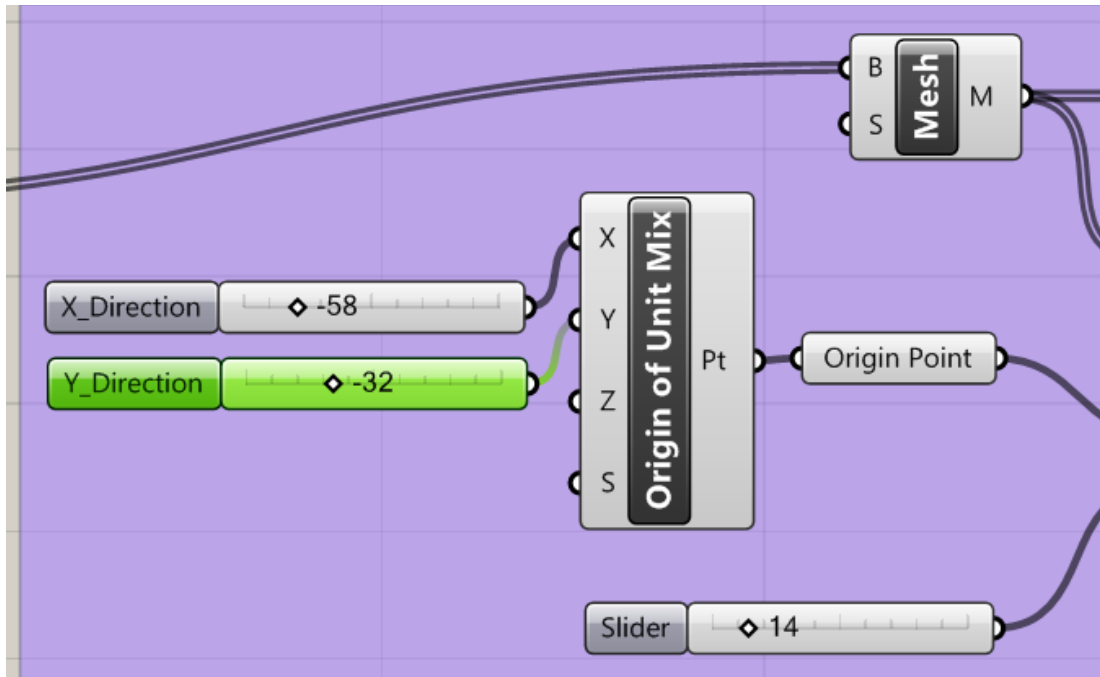 B
S
Mesh
M
X_Direction
-58
Y_Direction
-32
X
Y
Z
S
Origin of Unit Mix
Pt
Origin Point
Slider
14